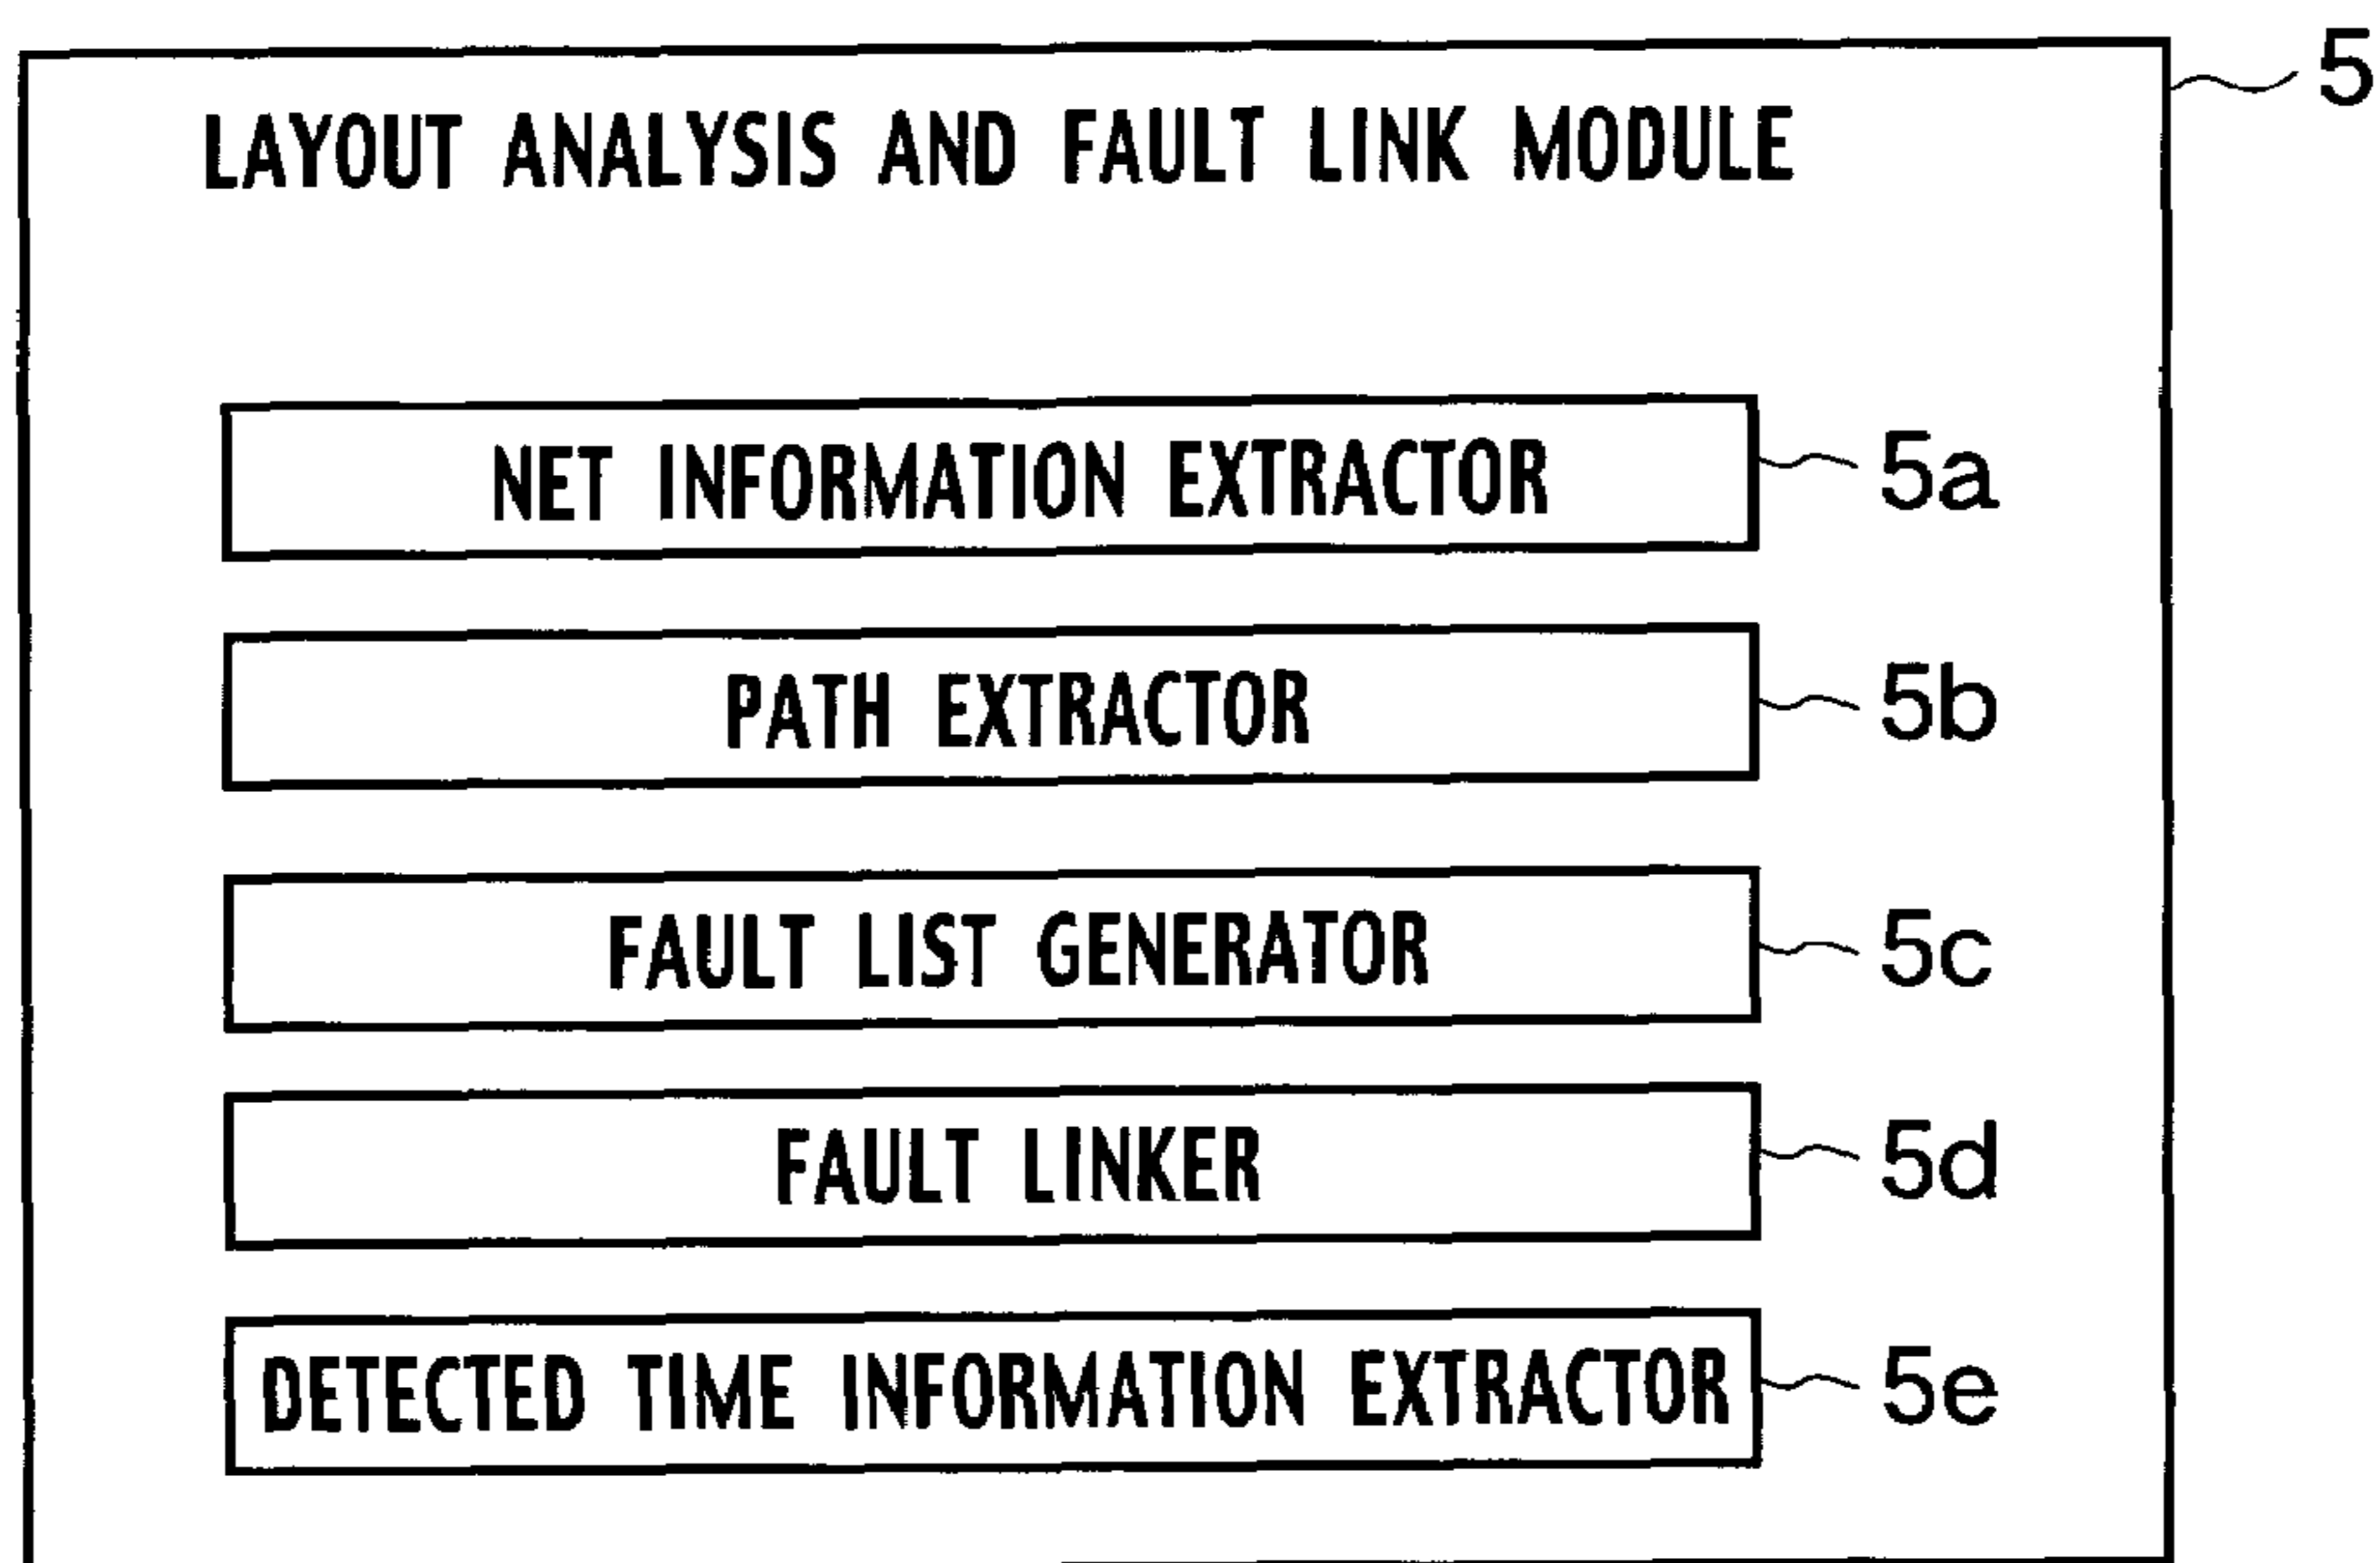 5
LAYOUT ANALYSIS AND FAULT LINK MODULE
NET INFORMATION EXTRACTOR 5a
PATH EXTRACTOR 5b
FAULT LIST GENERATOR 5c
FAULT LINKER 5d
DETECTED TIME INFORMATION EXTRACTOR 5e